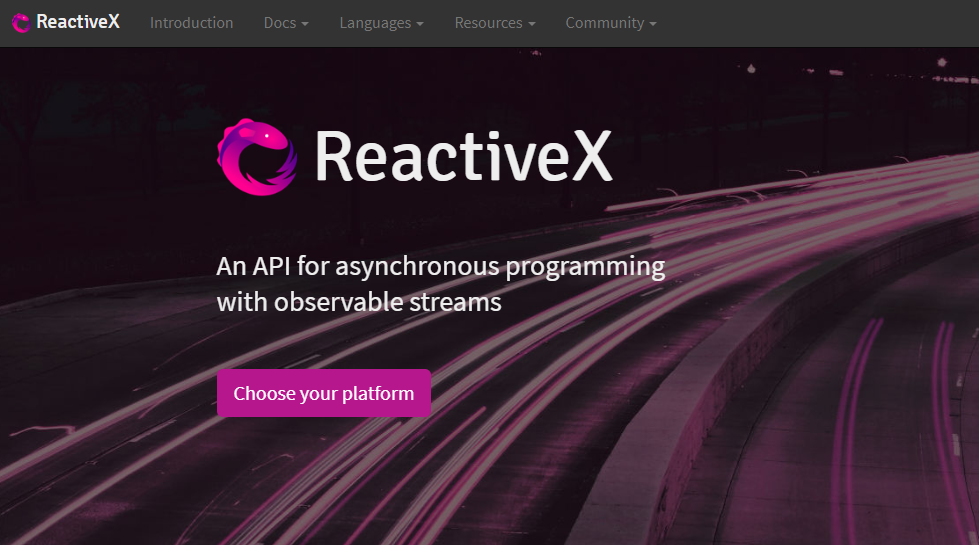 ReactiveX Introduction Docs Languages Resources Community
ReactiveX
An API for asynchronous programming
with observable streams
Choose your platform